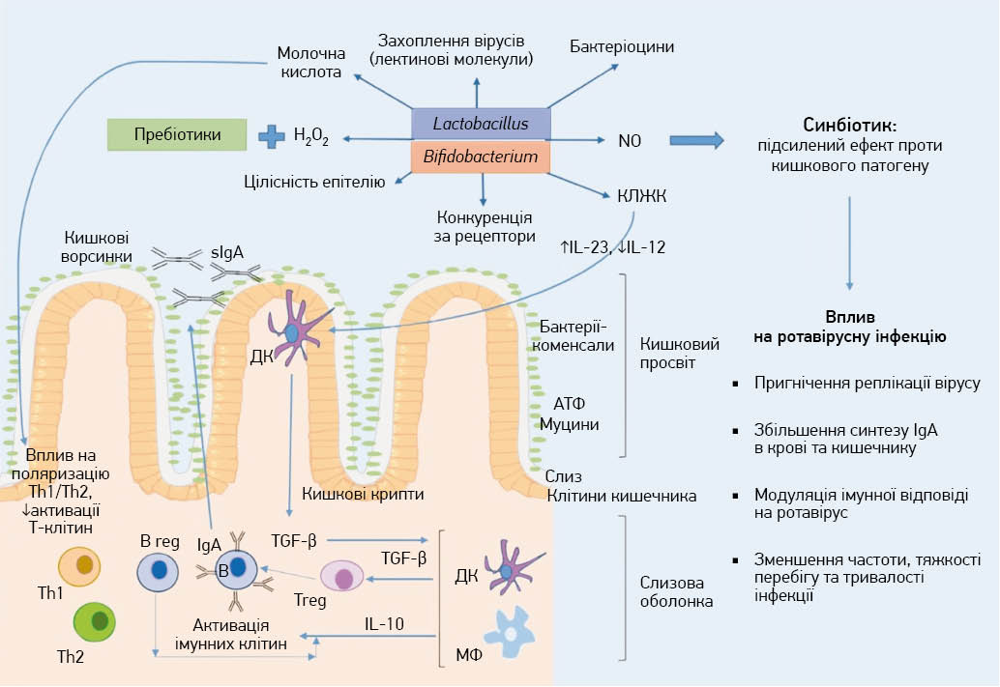 Захоплення вірусів
(лектинові молекули)
Бактеріоцини
Молочна
кислота
Lactobacillus
Bifidobacterium
Пребіотики
H₂O₂
NO
Синбіотик:
підсилений ефект проти
кишкового патогену
Цілісність епітелію
КЛЖК
Конкуренція
за рецептори
↑IL-23, ↓IL-12
Кишкові
ворсинки
sIgA
ДК
Бактерії-
коменсали
Кишковий
просвіт
АТФ
Муцини
Вплив
на ротавірусну інфекцію
▪ Пригнічення реплікації вірусу
▪ Збільшення синтезу IgA
в крові та кишечнику
▪ Модуляція імунної відповіді
на ротавірус
▪ Зменшення частоти, тяжкості
перебігу та тривалості
інфекції
Вплив на
поляризацію
Th1/Th2,
↓активації
Т-клітин
Кишкові крипти
Слиз
Клітини кишечника
B reg
IgA
B
TGF-β
TGF-β
Treg
ДК
Слизова
оболонка
Th1
Th2
Активація
імунних клітин
IL-10
МФ